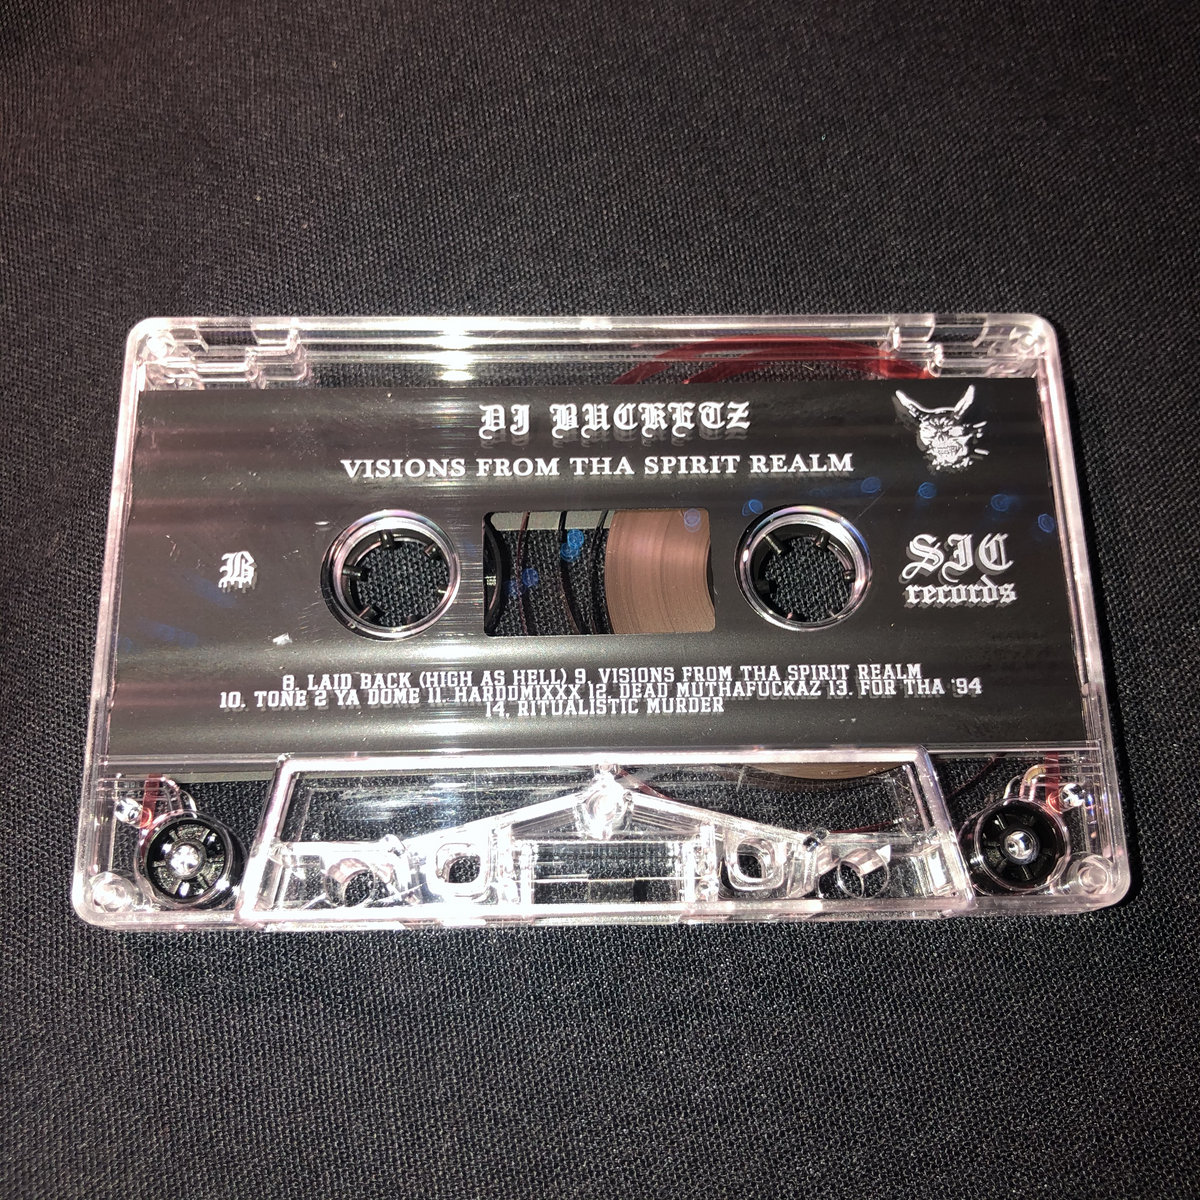 DJ BUCKETZ
VISIONS FROM THA SPIRIT REALM
B
SIC
records
8. LAID BACK (HIGH AS HELL) 9. VISIONS FROM THA SPIRIT REALM
10. TONE 2 YA DOME 11. HARDDMIXXX 12. DEAD MUTHAFUCKAZ 13. FOR THA '94
14. RITUALISTIC MURDER